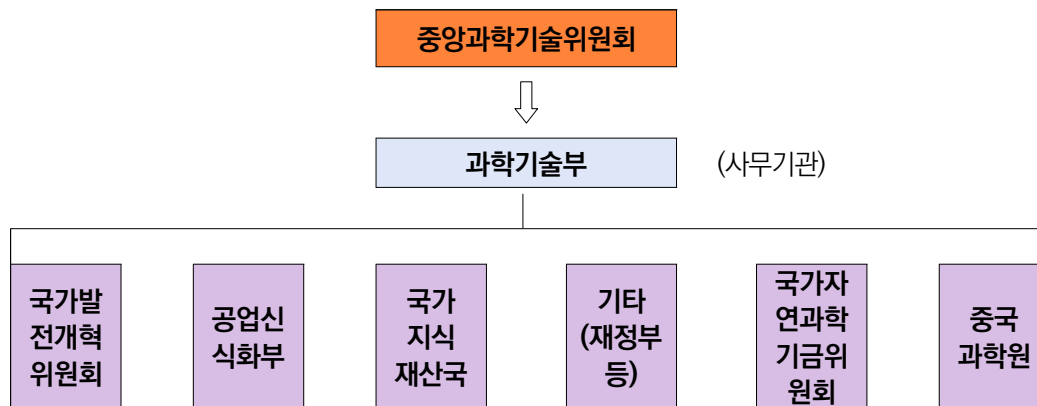 중앙과학기술위원회
과학기술부
(사무기관)
국가발
전개혁
위원회
공업신
식화부
국가
지식
재산국
기타
(재정부
등)
국가자
연과학
기금위
원회
중국
과학원